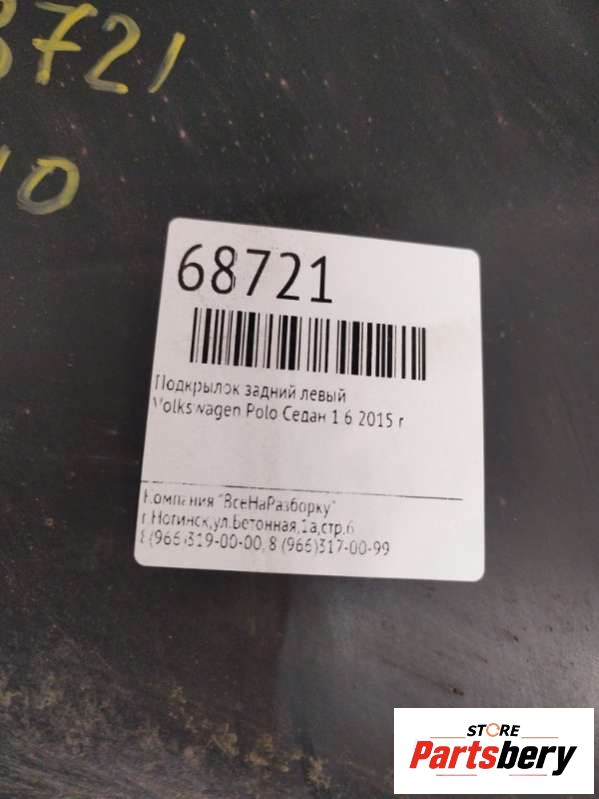 8721
10
68721
Подкрылок задний левый
Volkswagen Polo Седан 1 6 2015 г
Компания "ВсеНаРазборку"
г.Ногинск,ул.Бетонная,1а,стр,6
8 (966)319-00-00, 8 (966)317-00-99
STORE
Partsbery